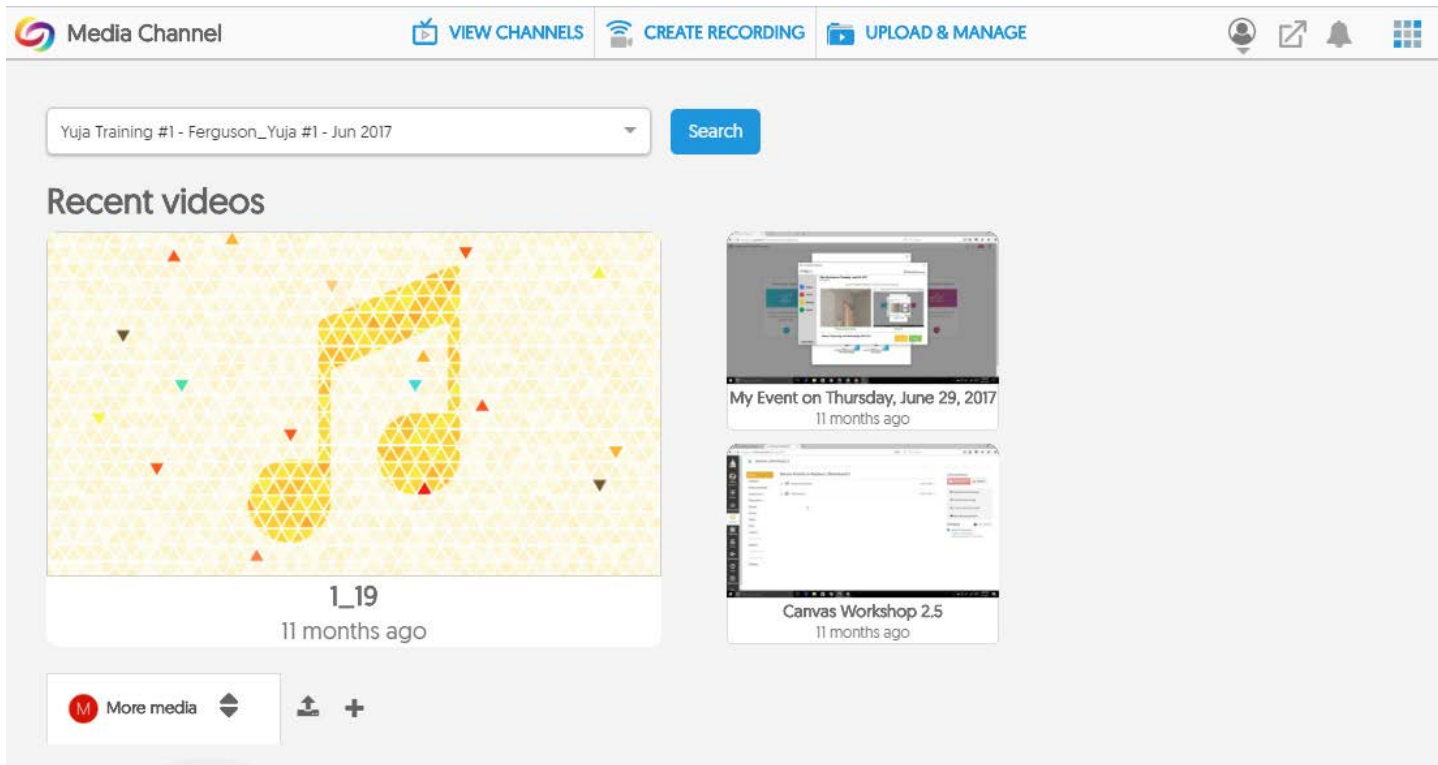 Media Channel
VIEW CHANNELS
CREATE RECORDING
UPLOAD & MANAGE
Yuja Training #1 - Ferguson_Yuja #1 - Jun 2017
Search
Recent videos
1_19
11 months ago
My Event on Thursday, June 29, 2017
11 months ago
Canvas Workshop 2.5
11 months ago
M
More media